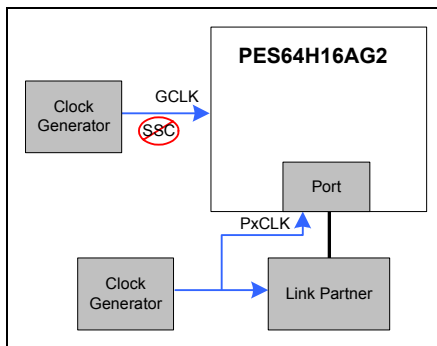 PES64H16AG2
Clock
Generator
GCLK
SSC
Port
PxCLK
Clock
Generator
Link Partner